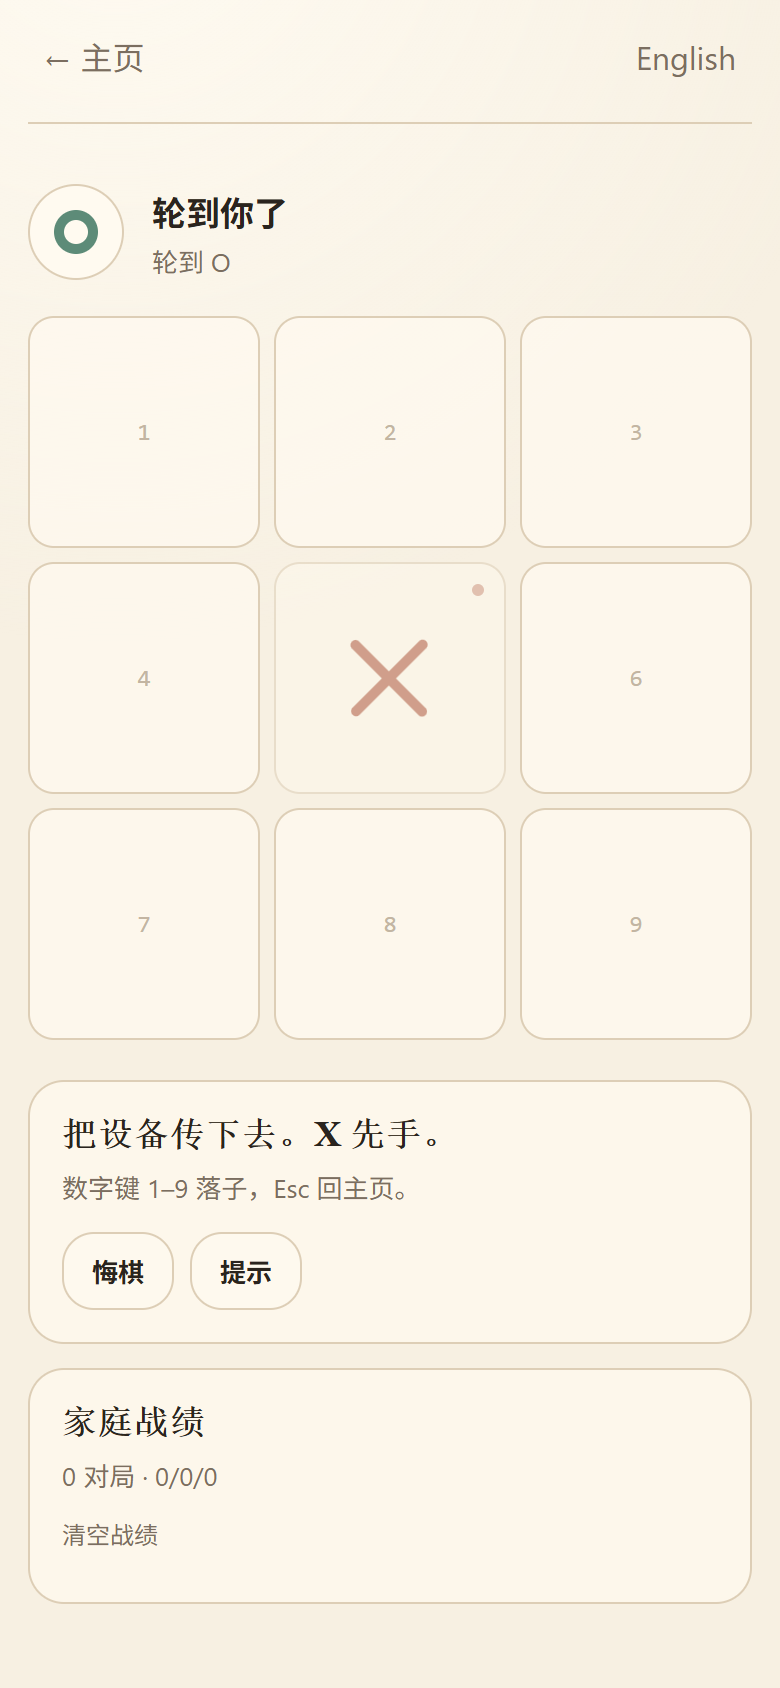 ← 主页
English
轮到你了
轮到 O
1
2
3
4
6
7
8
9
把设备传下去。X 先手。
数字键 1–9 落子，Esc 回主页。
悔棋
提示
家庭战绩
0 对局 · 0/0/0
清空战绩